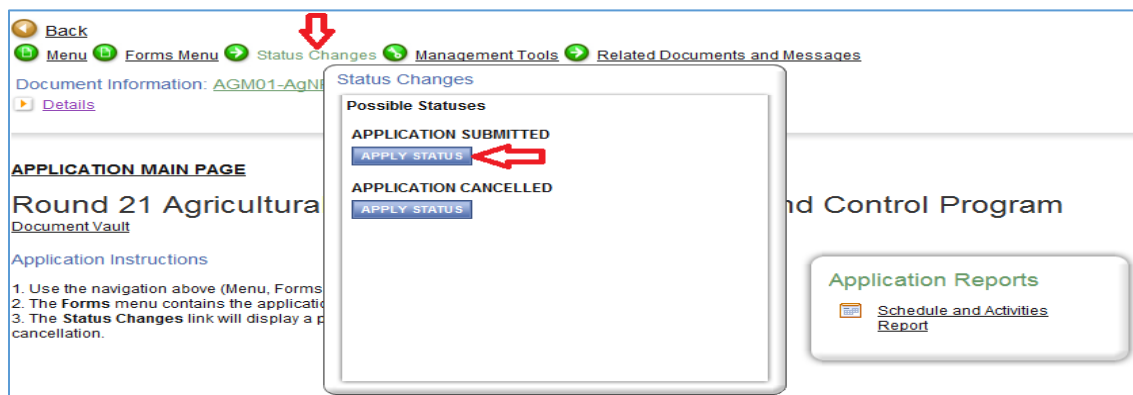 Back
Menu Forms Menu Status Changes Management Tools Related Documents and Messages
Document Information: AGM01-AgN
Details
Status Changes
Possible Statuses
APPLICATION SUBMITTED
APPLY STATUS
APPLICATION CANCELLED
APPLY STATUS
APPLICATION MAIN PAGE
Round 21 Agricultural nd Control Program
Document Vault
Application Instructions
1. Use the navigation above (Menu, Forms
2. The Forms menu contains the applicatio
3. The Status Changes link will display a p
cancellation.
Application Reports
Schedule and Activities
Report